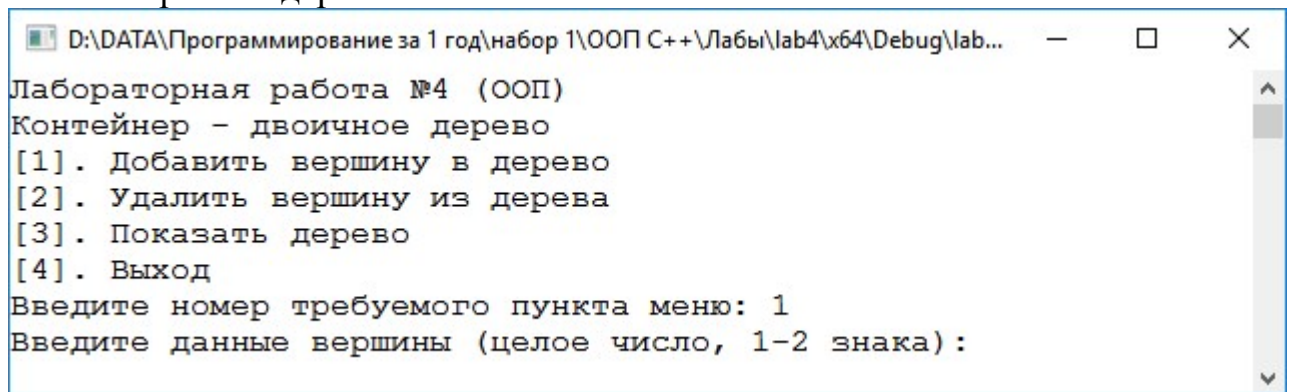 D:\DATA\Программирование за 1 год\набор 1\ООП C++\Лабы\lab4\x64\Debug\lab...
Лабораторная работа №4 (ООП)
Контейнер - двоичное дерево
[1]. Добавить вершину в дерево
[2]. Удалить вершину из дерева
[3]. Показать дерево
[4]. Выход
Введите номер требуемого пункта меню: 1
Введите данные вершины (целое число, 1-2 знака):